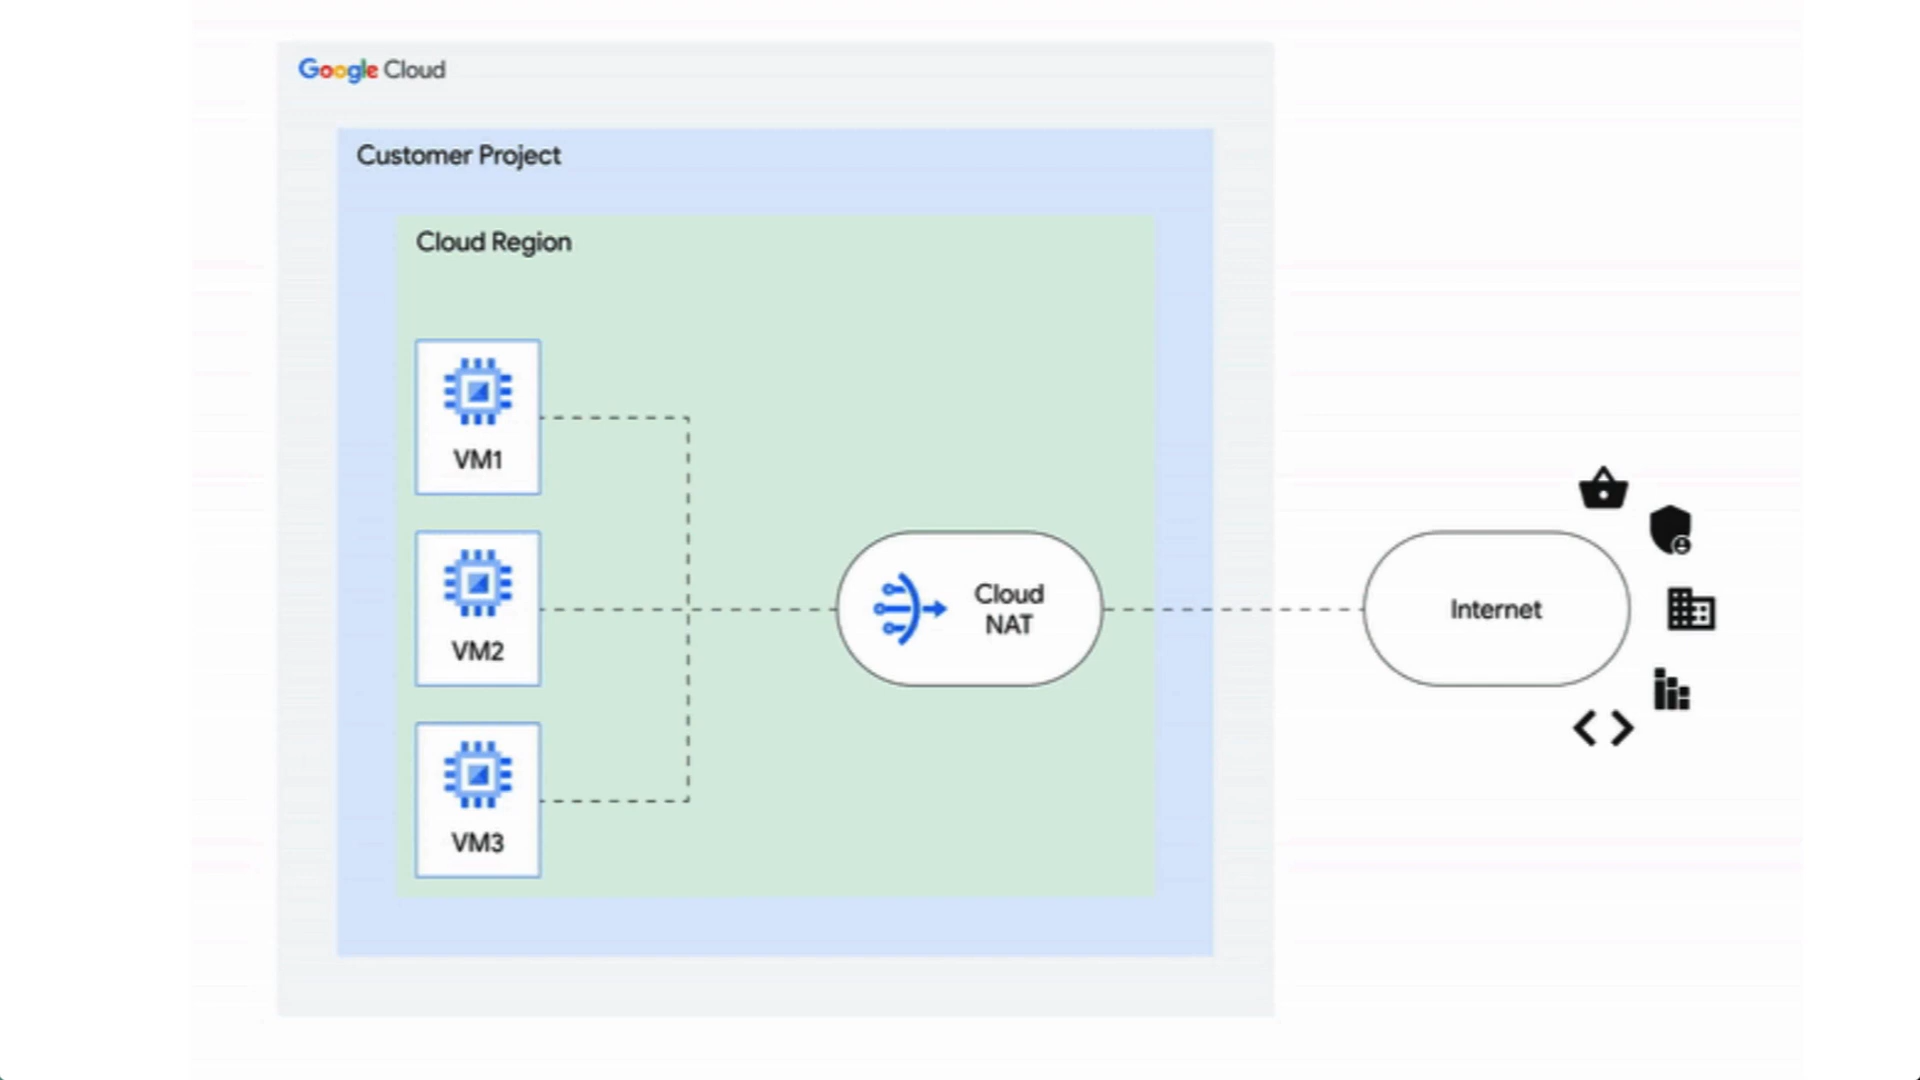 Google Cloud
Customer Project
Cloud Region
VM1
VM2
VM3
Cloud
NAT
Internet